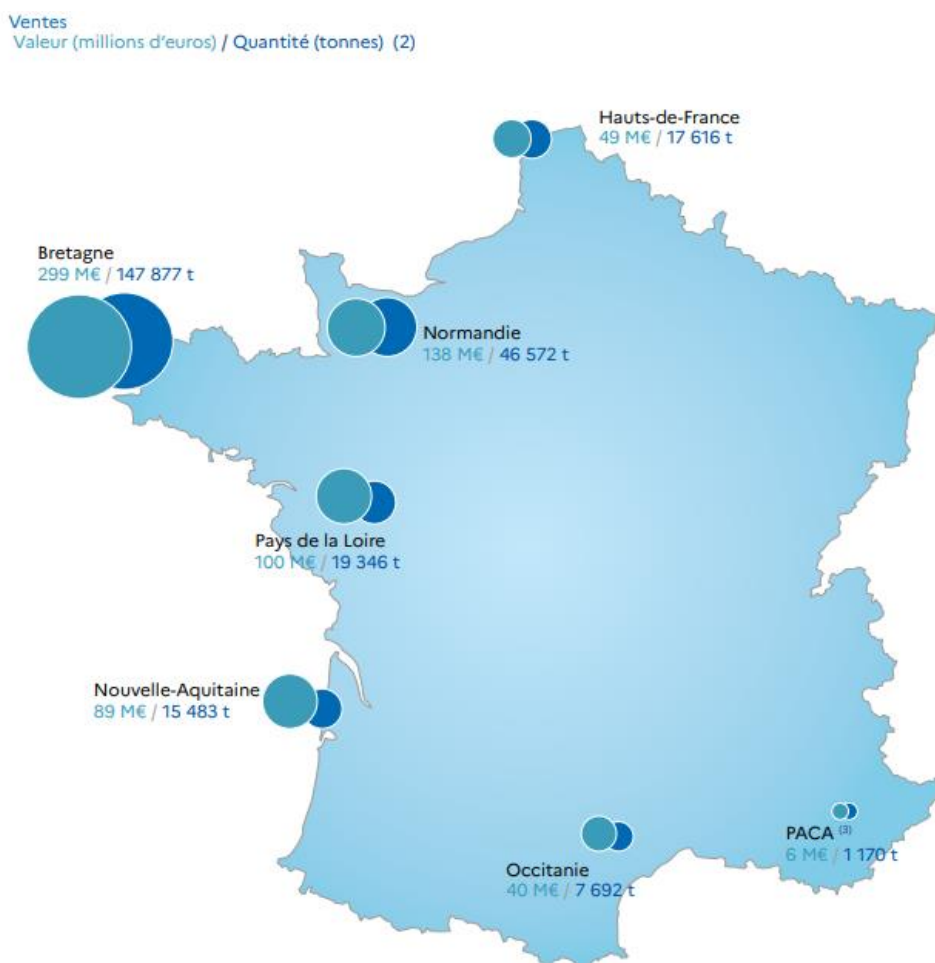 Ventes
Valeur (millions d’euros) / Quantité (tonnes) (2)
Hauts-de-France
49 M€ / 17 616 t
Bretagne
299 M€ / 147 877 t
Normandie
138 M€ / 46 572 t
Pays de la Loire
100 M€ / 19 346 t
Nouvelle-Aquitaine
89 M€ / 15 483 t
PACA (3)
6 M€ / 1 170 t
Occitanie
40 M€ / 7 692 t